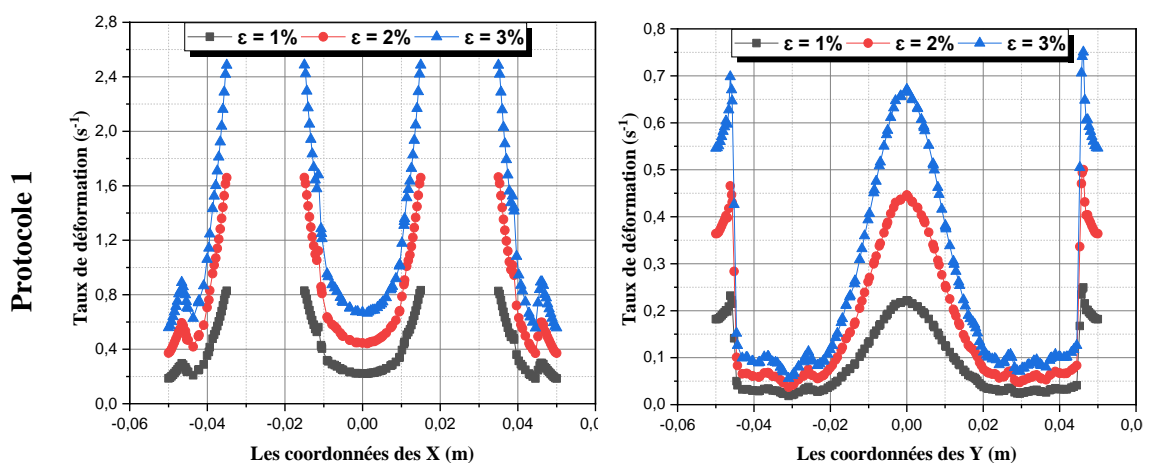 Protocole 1
ε = 1% ε = 2% ε = 3%
Taux de déformation (s-1)
2,8
2,4
2,0
1,6
1,2
0,8
0,4
0,0
-0,06 -0,04 -0,02 0,00 0,02 0,04 0,0
Les coordonnées des X (m)
ε = 1% ε = 2% ε = 3%
Taux de déformation (s-1)
0,8
0,7
0,6
0,5
0,4
0,3
0,2
0,1
0,0
-0,06 -0,04 -0,02 0,00 0,02 0,04 0,0
Les coordonnées des Y (m)